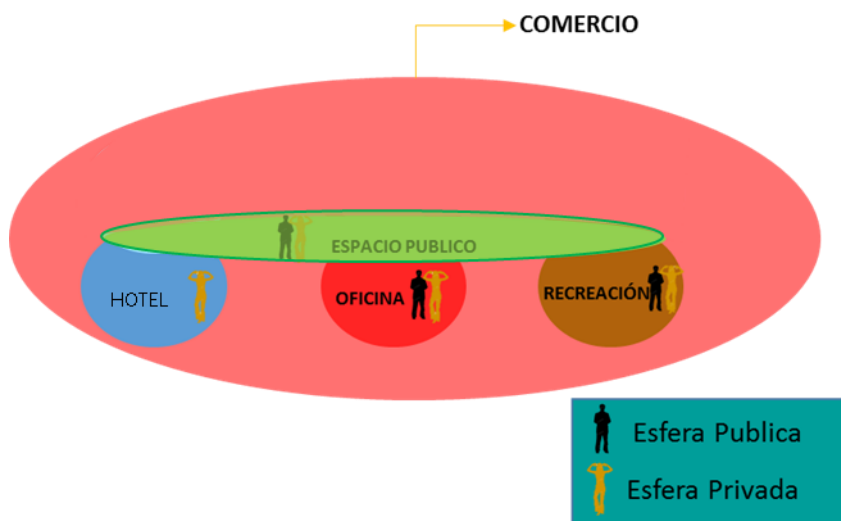 COMERCIO
ESPACIO PUBLICO
HOTEL
OFICINA
RECREACIÓN
Esfera Publica
Esfera Privada